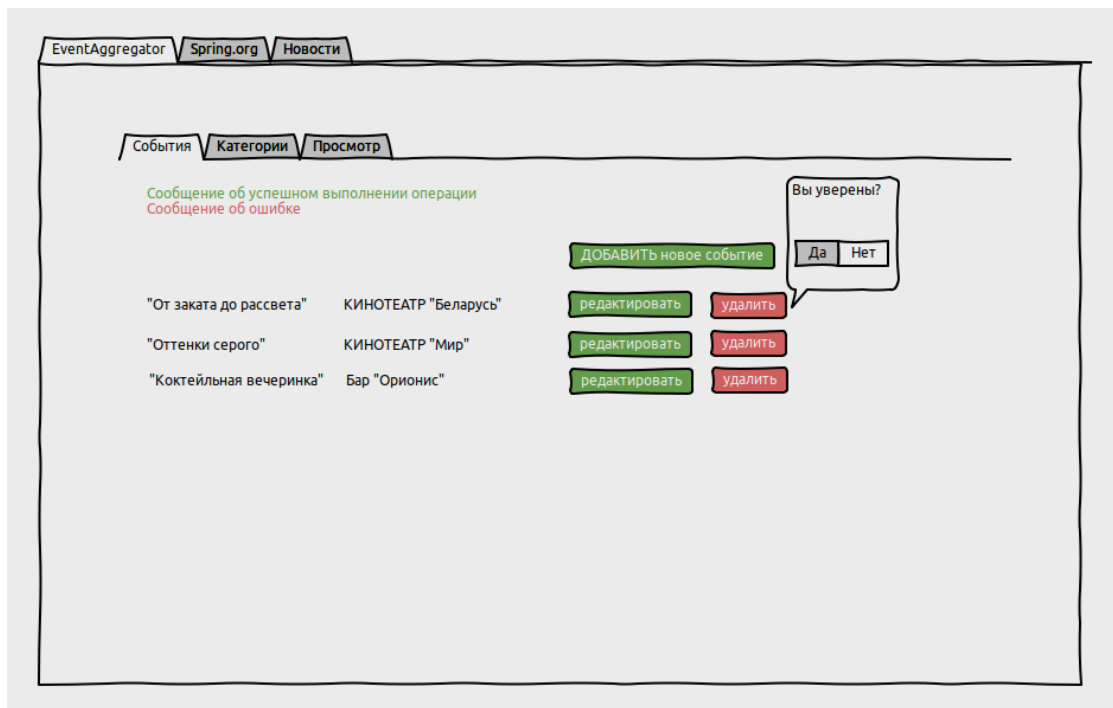 EventAggregator Spring.org Новости
События Категории Просмотр
Сообщение об успешном выполнении операции
Сообщение об ошибке
Вы уверены?
Да Нет
ДОБАВИТЬ новое событие
"От заката до рассвета" КИНОТЕАТР "Беларусь" редактировать удалить
"Оттенки серого" КИНОТЕАТР "Мир" редактировать удалить
"Коктейльная вечеринка" Бар "Орионис" редактировать удалить